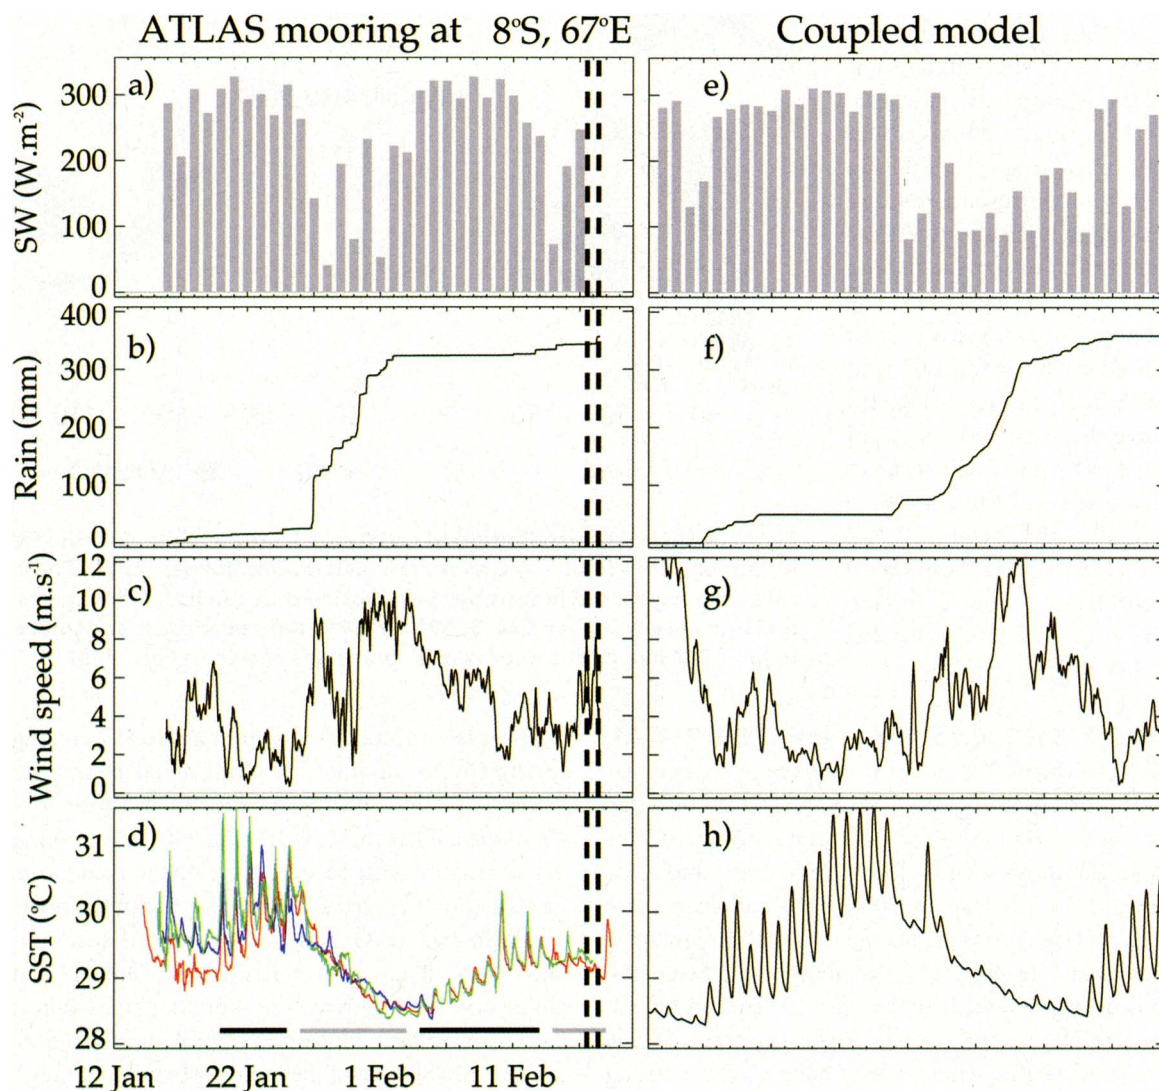 ATLAS mooring at 8°S, 67°E Coupled model
a) e)
SW (W.m⁻²)
300
200
100
0
b) f)
Rain (mm)
400
300
200
100
0
c) g)
Wind speed (m.s⁻¹)
12
10
8
6
4
2
0
d) h)
SST (°C)
31
30
29
28
12 Jan 22 Jan 1 Feb 11 Feb